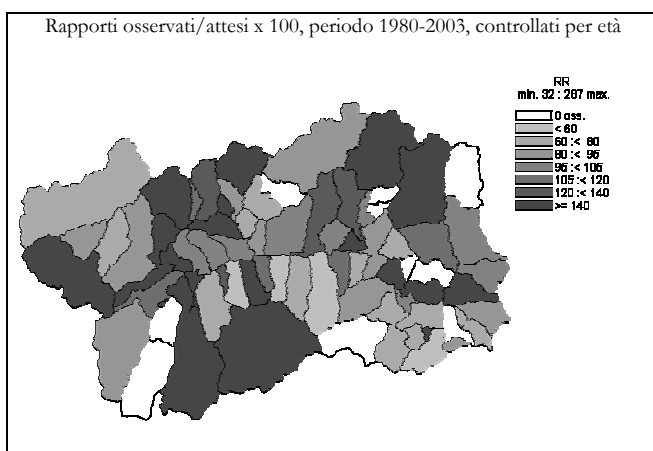 Rapporti osservati/attesi x 100, periodo 1980-2003, controllati per età
RR
min. 32 : 287 max.
0 oss.
< 60
60 :< 80
80 :< 95
95 :< 105
105 :< 120
120 :< 140
>= 140